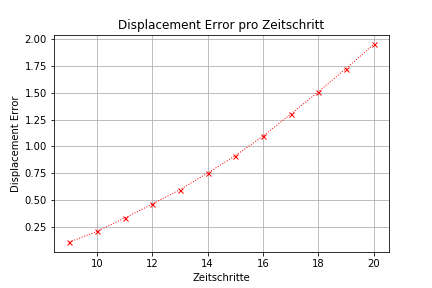 Displacement Error pro Zeitschritt
2.00
1.75
1.50
1.25
1.00
0.75
0.50
0.25
Displacement Error
10 12 14 16 18 20
Zeitschritte